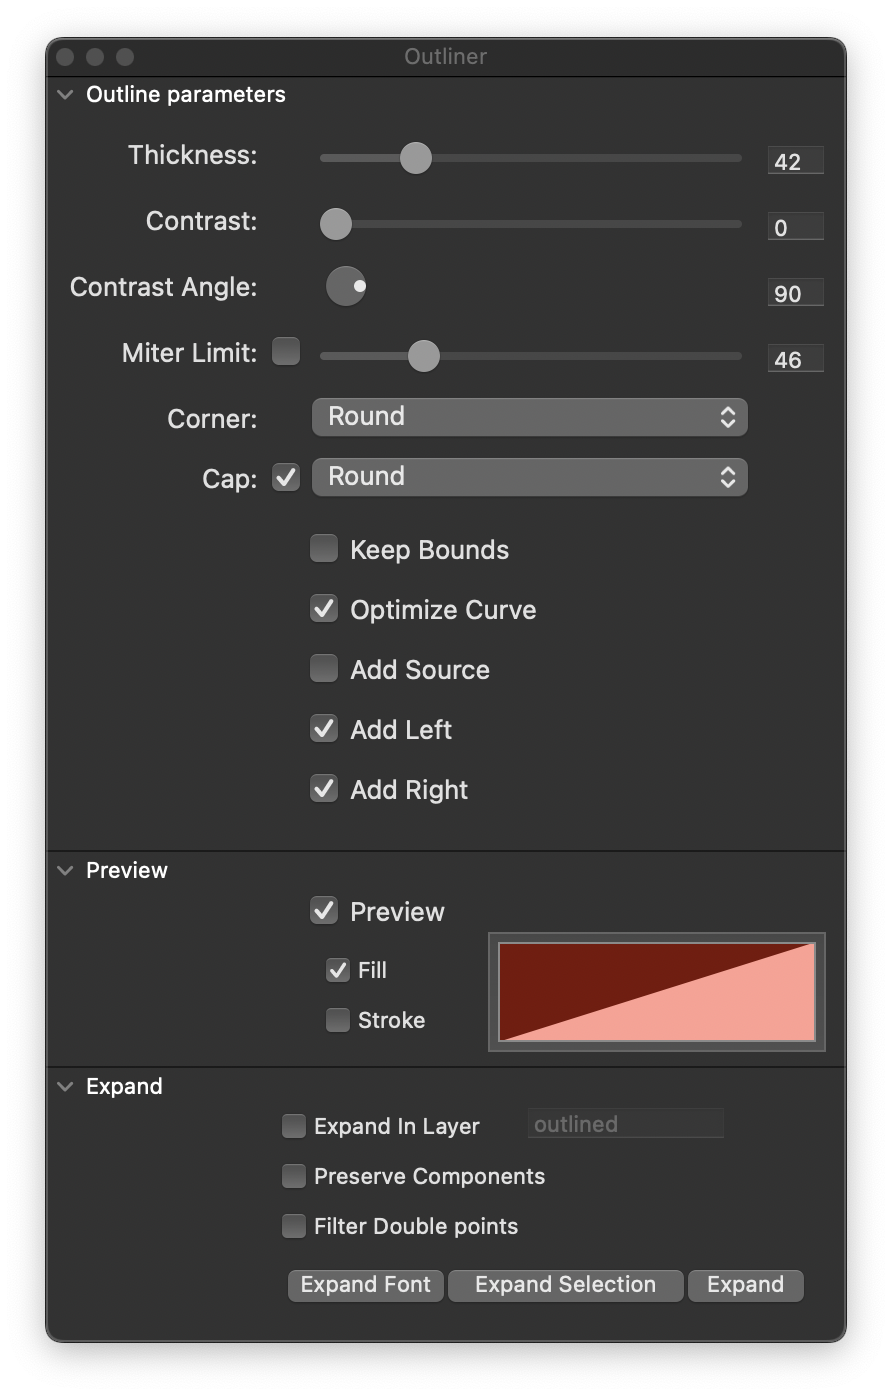 Outliner
Outline parameters
Thickness: 42
Contrast: 0
Contrast Angle: 90
Miter Limit: 46
Corner: Round
Cap: Round
Keep Bounds
Optimize Curve
Add Source
Add Left
Add Right
Preview
Preview
Fill
Stroke
Expand
Expand In Layer outlined
Preserve Components
Filter Double points
Expand Font Expand Selection Expand